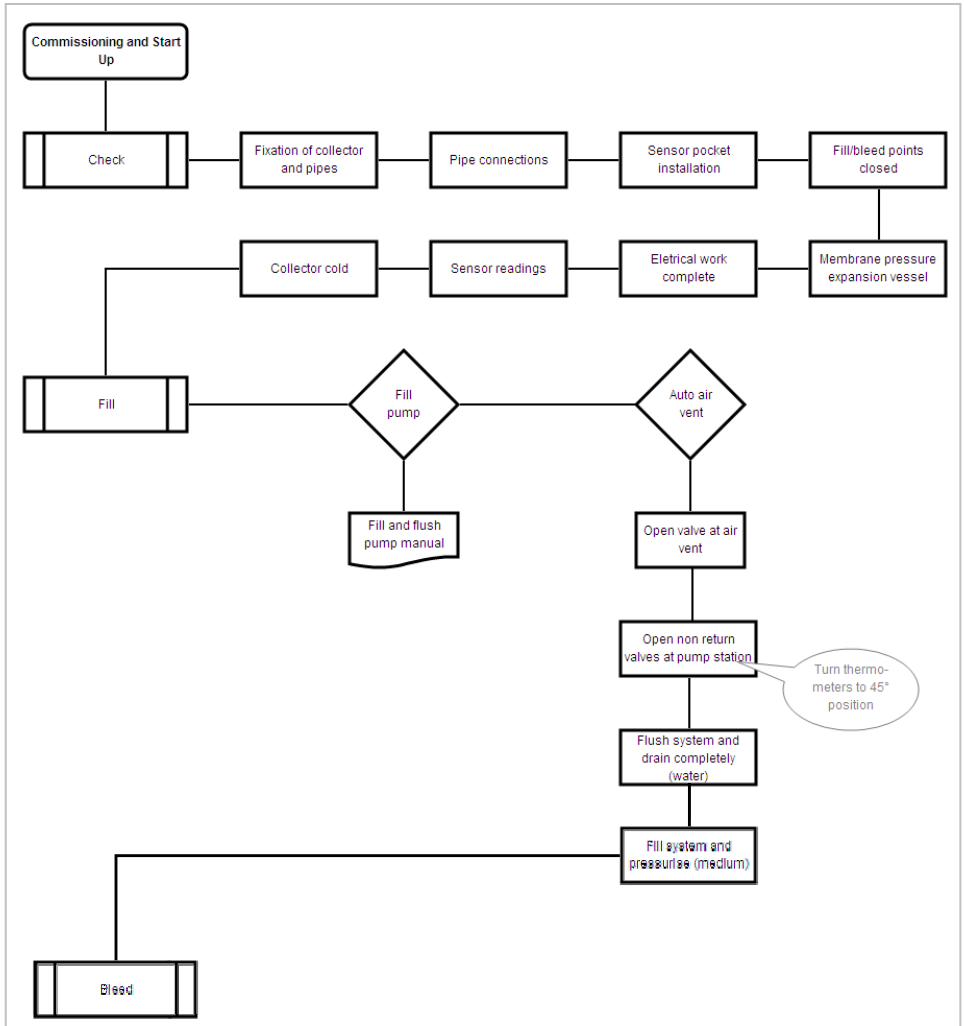 Commissioning and Start
Up
Check
Fixation of collector
and pipes
Pipe connections
Sensor pocket
installation
Fill/bleed points
closed
Collector cold
Sensor readings
Eletrical work
complete
Membrane pressure
expansion vessel
Fill
Fill
pump
Auto air
vent
Fill and flush
pump manual
Open valve at air
vent
Open non return
valves at pump station
Turn thermo-
meters to 45°
position
Flush system and
drain completely
(water)
Fill system and
pressurise (medium)
Bleed